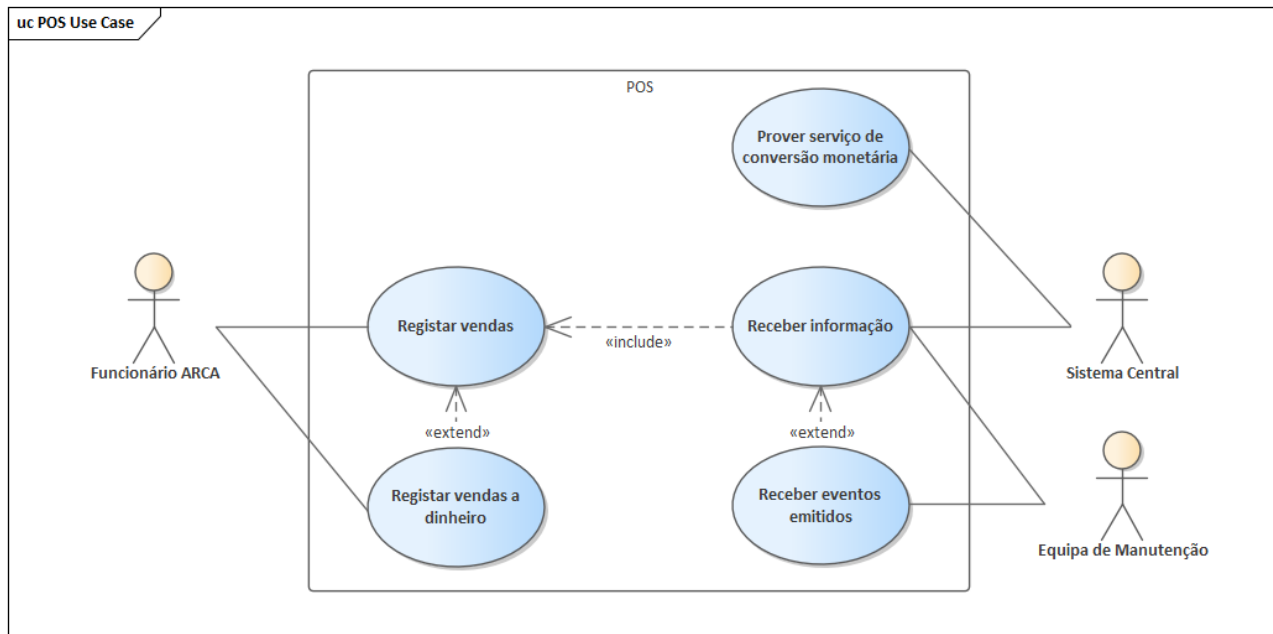 uc POS Use Case
POS
Prover serviço de
conversão monetária
Registar vendas
«include»
Receber informação
Funcionário ARCA
Sistema Central
«extend»
«extend»
Registar vendas a
dinheiro
Receber eventos
emitidos
Equipa de Manutenção